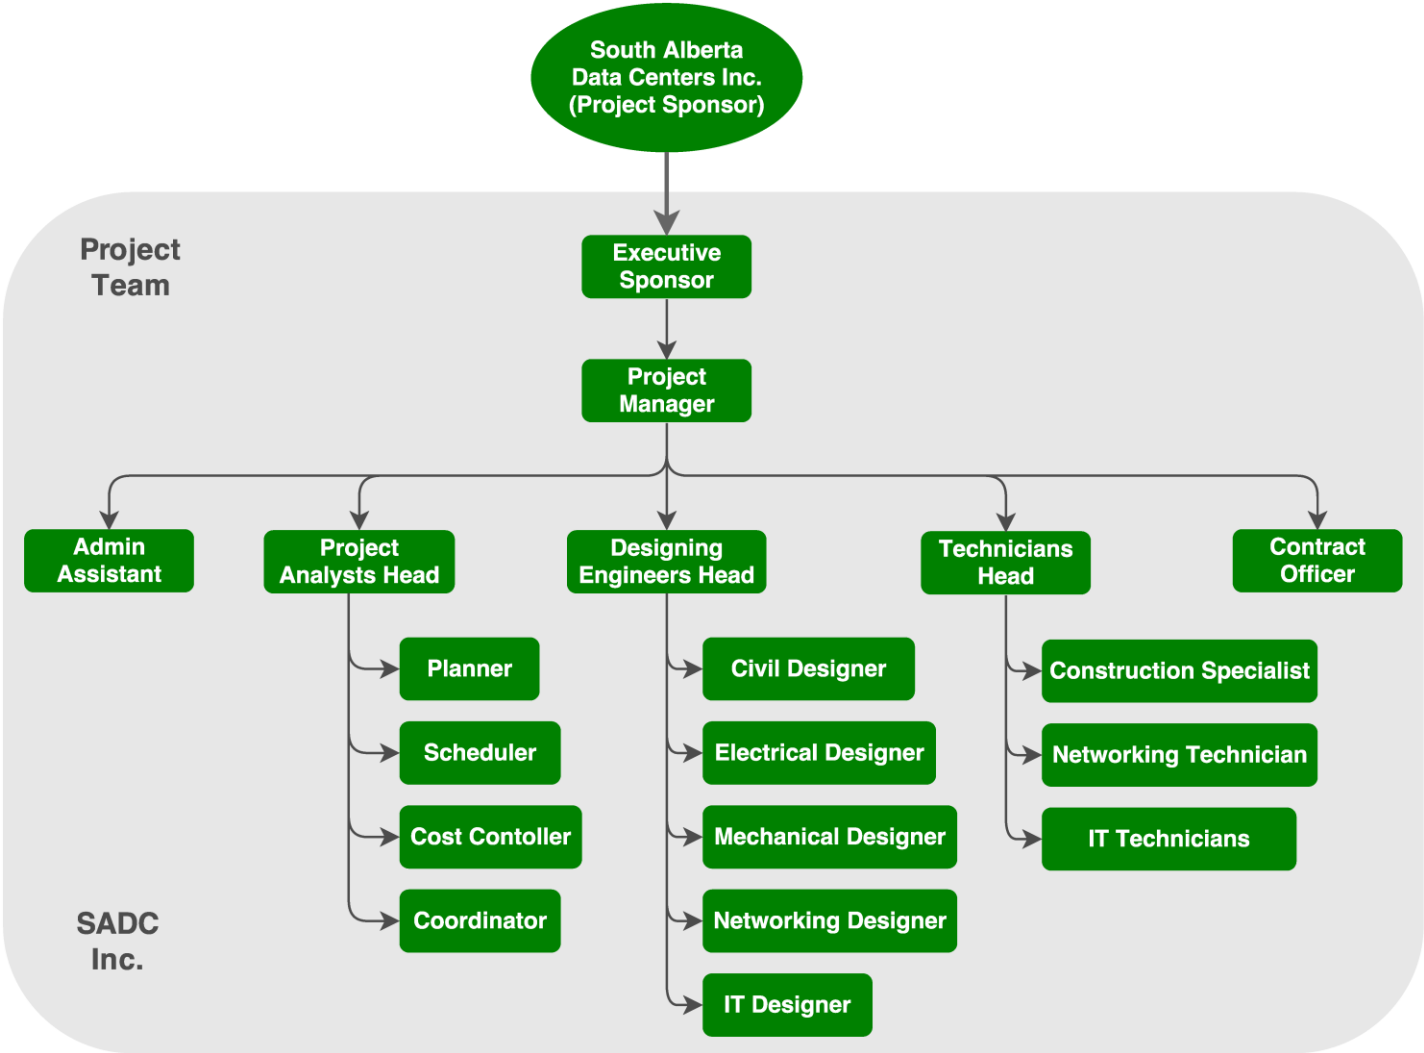 South Alberta
Data Centers Inc.
(Project Sponsor)
Project
Team
Executive
Sponsor
Project
Manager
Admin
Assistant
Project
Analysts Head
Designing
Engineers Head
Technicians
Head
Contract
Officer
Planner
Civil Designer
Construction Specialist
Scheduler
Electrical Designer
Networking Technician
Cost Contoller
Mechanical Designer
IT Technicians
Coordinator
Networking Designer
SADC
Inc.
IT Designer